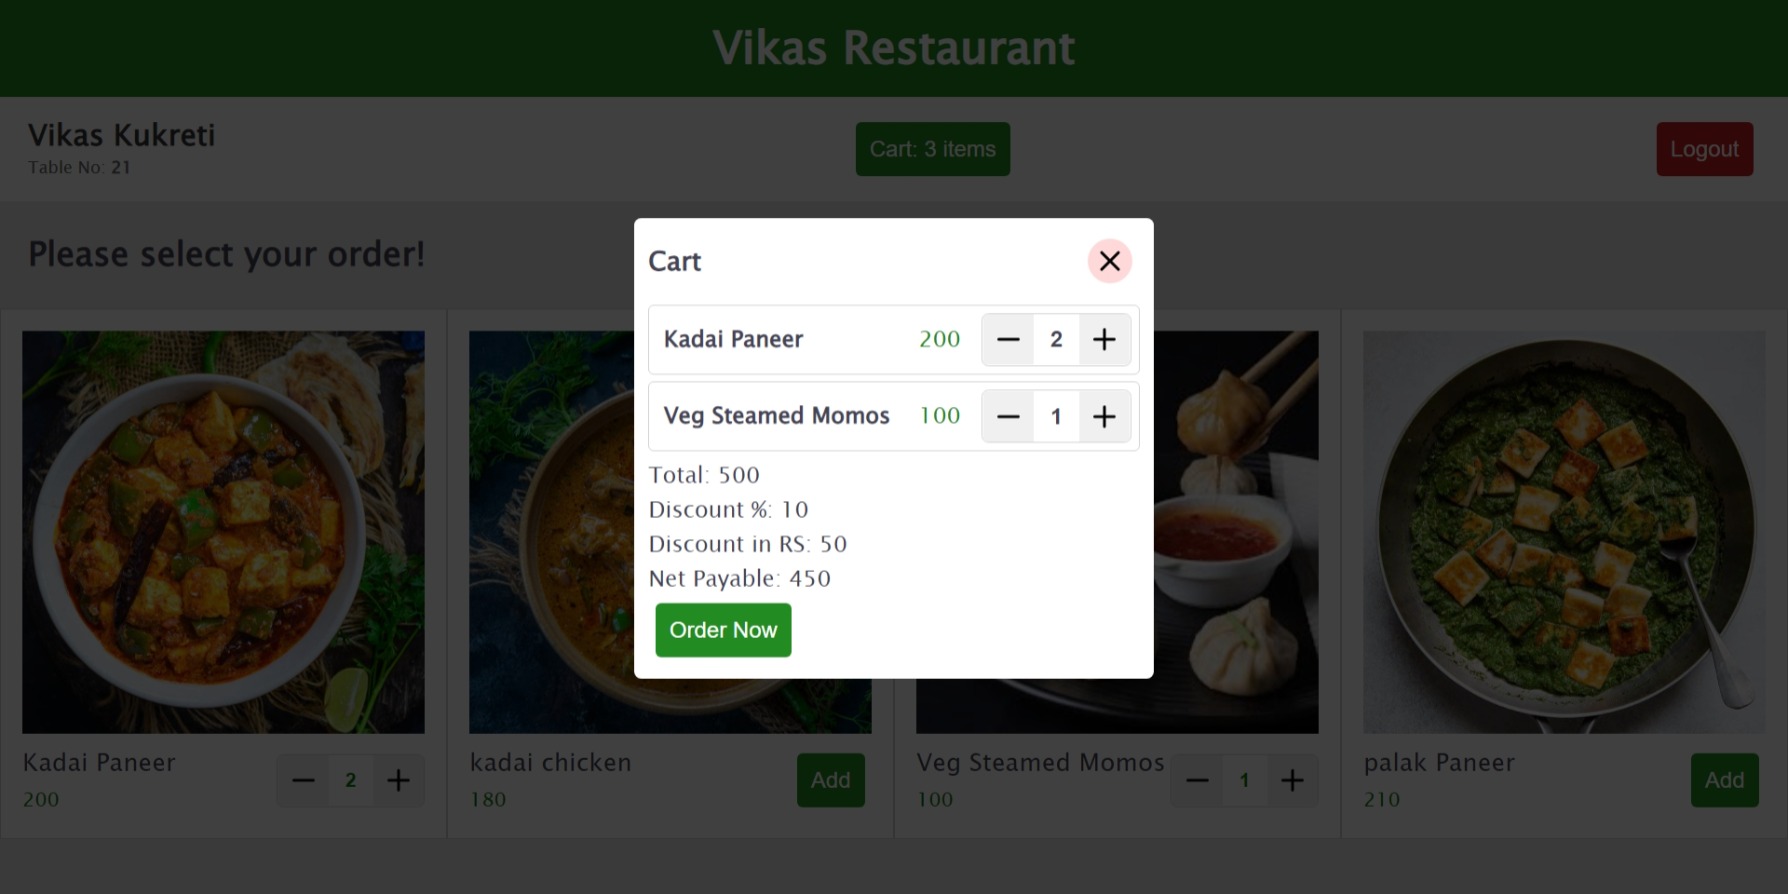 Vikas Restaurant
Vikas Kukreti
Table No: 21
Cart: 3 items
Logout
Please select your order!
Cart
Kadai Paneer 200 2
Veg Steamed Momos 100 1
Total: 500
Discount %: 10
Discount in RS: 50
Net Payable: 450
Order Now
Kadai Paneer
200
2
kadai chicken
180
Add
Veg Steamed Momos
100
1
palak Paneer
210
Add